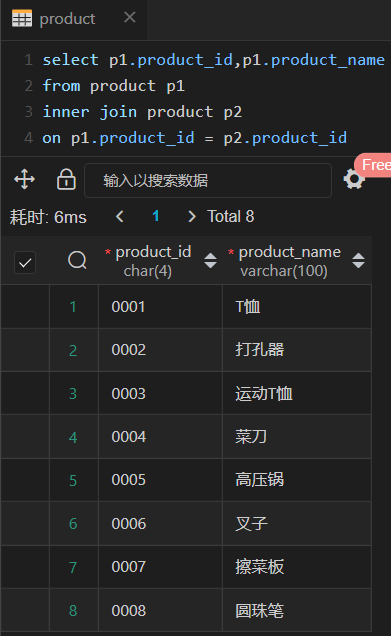 product
1 select p1.product_id,p1.product_name
2 from product p1
3 inner join product p2
4 on p1.product_id = p2.product_id
输入以搜索数据
Free
耗时: 6ms 1 Total 8
* product_id * product_name
char(4) varchar(100)
1 0001 T恤
2 0002 打孔器
3 0003 运动T恤
4 0004 菜刀
5 0005 高压锅
6 0006 叉子
7 0007 擦菜板
8 0008 圆珠笔